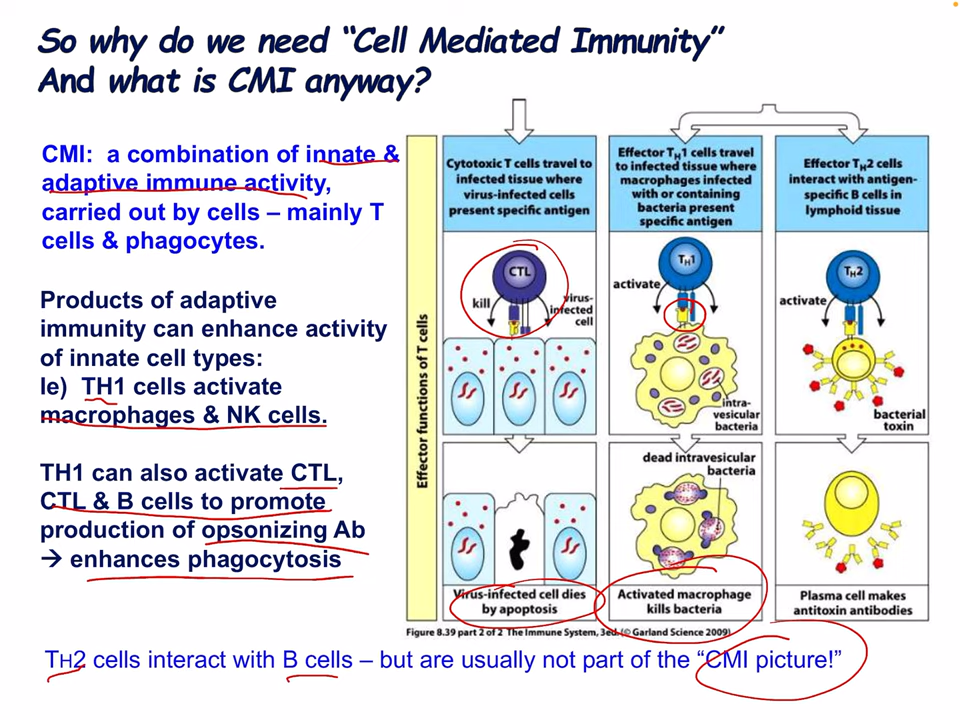 So why do we need “Cell Mediated Immunity”
And what is CMI anyway?
CMI: a combination of innate &
adaptive immune activity,
carried out by cells – mainly T
cells & phagocytes.
Products of adaptive
immunity can enhance activity
of innate cell types:
Ie) TH1 cells activate
macrophages & NK cells.
TH1 can also activate CTL,
CTL & B cells to promote
production of opsonizing Ab
→ enhances phagocytosis
Effector functions of T cells
Cytotoxic T cells travel to
infected tissue where
virus-infected cells
present specific antigen
CTL
kill
virus-
infected
cell
Virus-infected cell dies
by apoptosis
Effector TH1 cells travel
to infected tissue where
macrophages infected
with or containing
bacteria present
specific antigen
TH1
activate
intra-
vesicular
bacteria
dead intravesicular
bacteria
Activated macrophage
kills bacteria
Effector TH2 cells
interact with antigen-
specific B cells in
lymphoid tissue
TH2
activate
bacterial
toxin
Plasma cell makes
antitoxin antibodies
Figure 8.39 part 2 of 2 The Immune System, 3ed. (© Garland Science 2009)
TH2 cells interact with B cells – but are usually not part of the “CMI picture!”